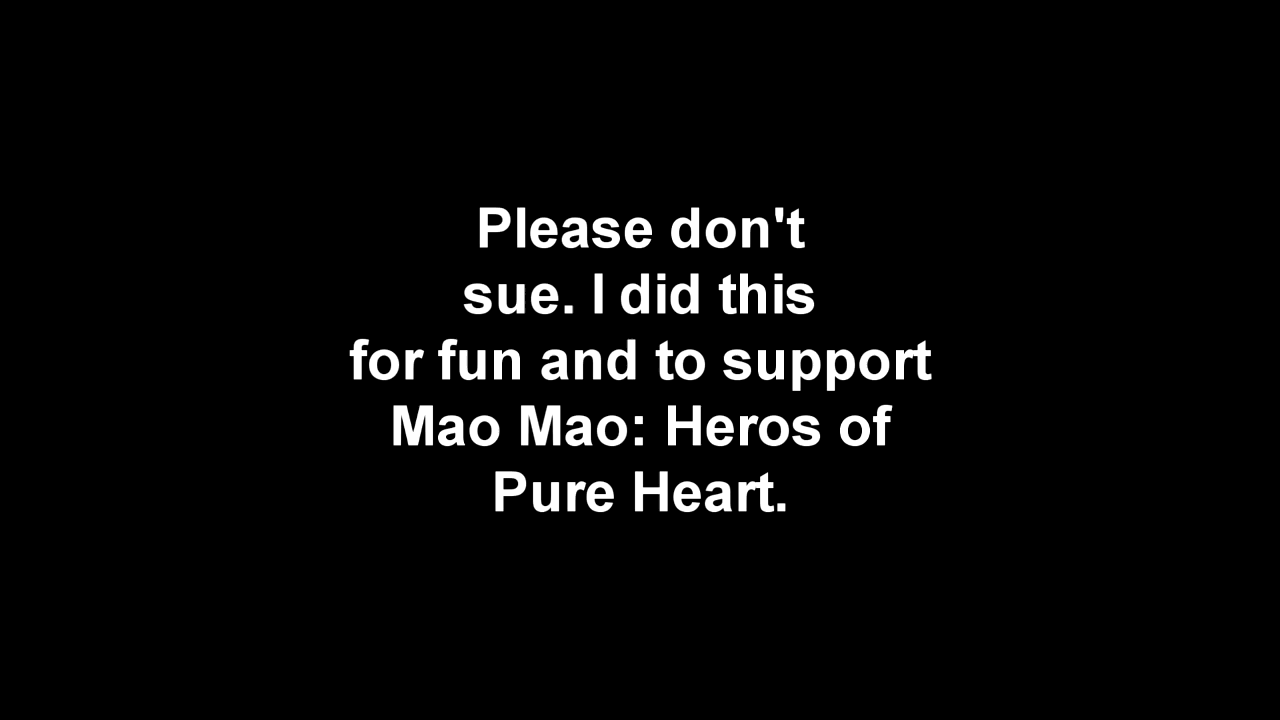 Please don't
sue. I did this
for fun and to support
Mao Mao: Heros of
Pure Heart.